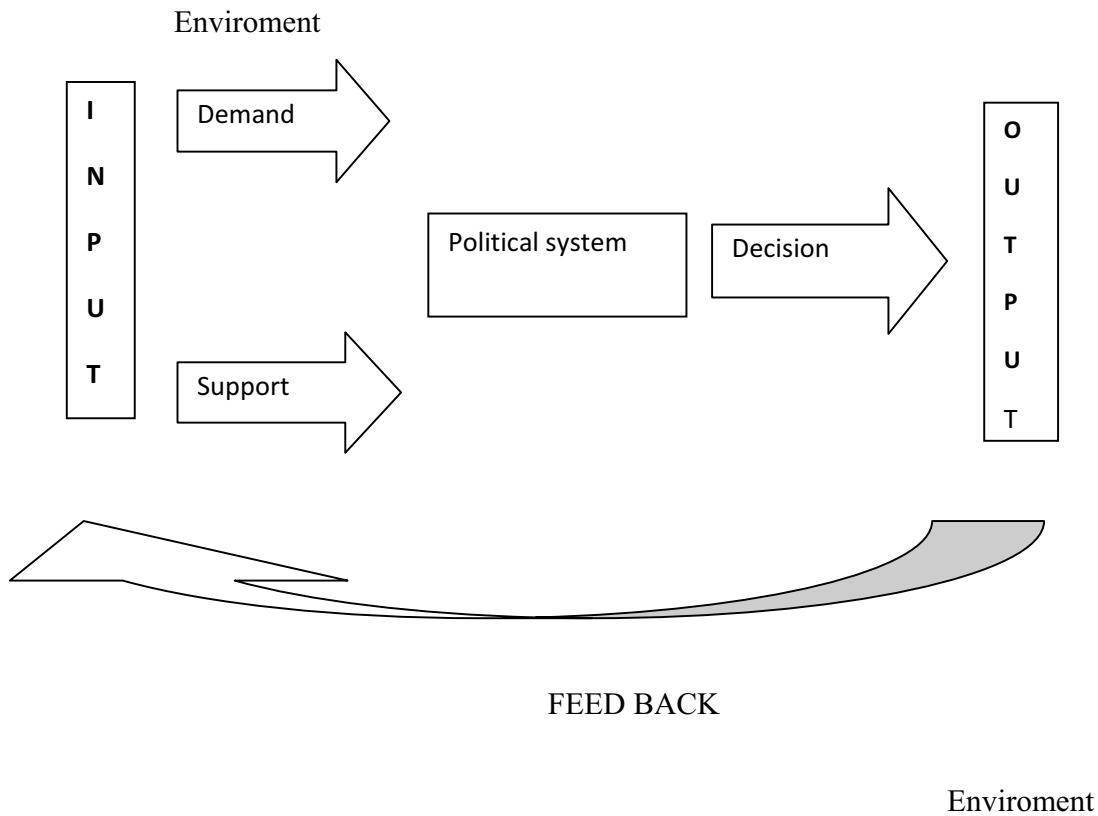 Enviroment
I
N
P
U
T
Demand
Support
Political system
Decision
O
U
T
P
U
T
FEED BACK
Enviroment